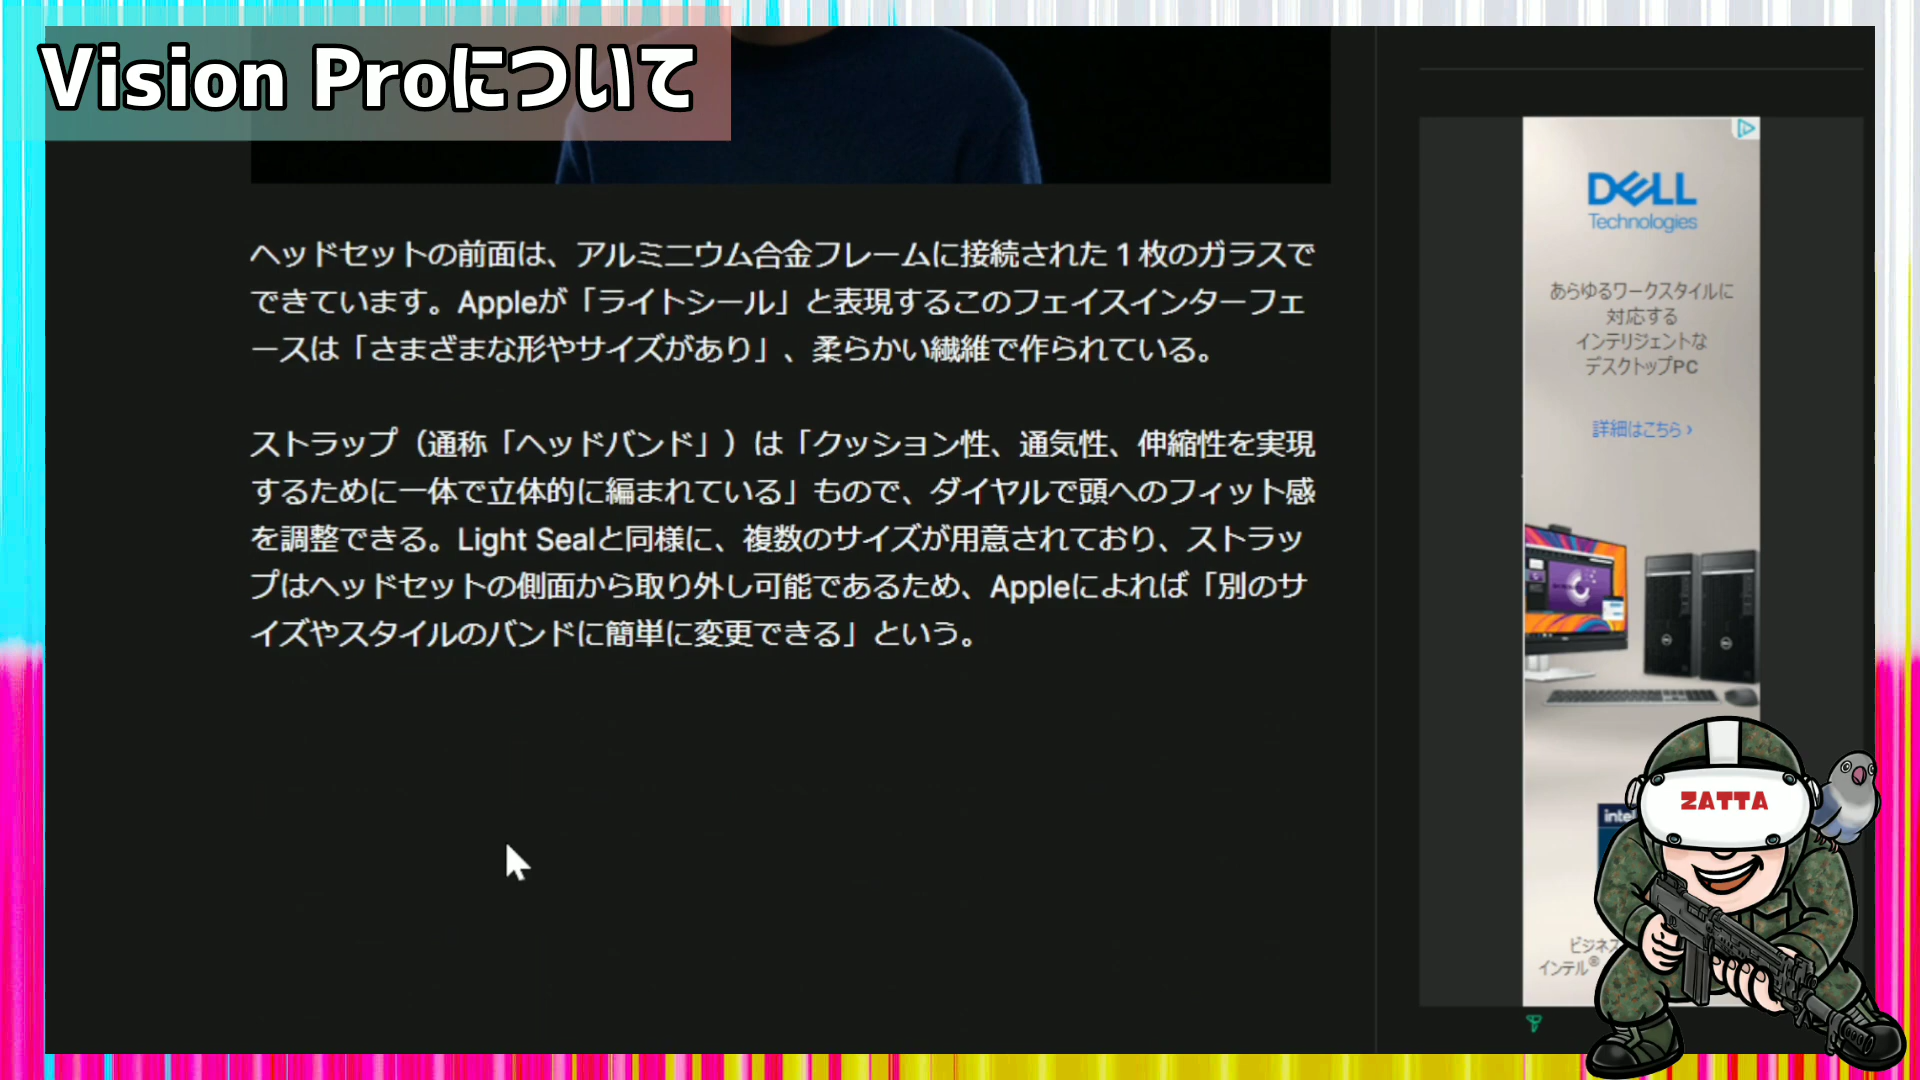 Vision Proについて
ヘッドセットの前面は、アルミニウム合金フレームに接続された１枚のガラスで
できています。Appleが「ライトシール」と表現するこのフェイスインターフェ
ースは「さまざまな形やサイズがあり」、柔らかい繊維で作られている。
ストラップ（通称「ヘッドバンド」）は「クッション性、通気性、伸縮性を実現
するために一体で立体的に編まれている」もので、ダイヤルで頭へのフィット感
を調整できる。Light Sealと同様に、複数のサイズが用意されており、ストラッ
プはヘッドセットの側面から取り外し可能であるため、Appleによれば「別のサ
イズやスタイルのバンドに簡単に変更できる」という。
DELL
Technologies
あらゆるワークスタイルに
対応する
インテリジェントな
デスクトップPC
詳細はこちら ›
intel
ビジネス
インテル®
ZATTA